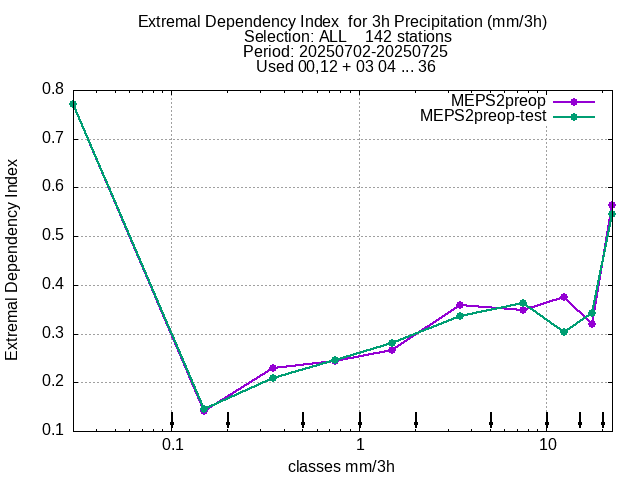 Extremal Dependency Index  for 3h Precipitation (mm/3h)
Selection: ALL    142 stations
Period: 20250702-20250725
Used 00,12 + 03 04 ... 36
MEPS2preop
MEPS2preop-test
0.8
0.7
0.6
0.5
0.4
0.3
0.2
0.1
Extremal Dependency Index
0.1 1 10
classes mm/3h